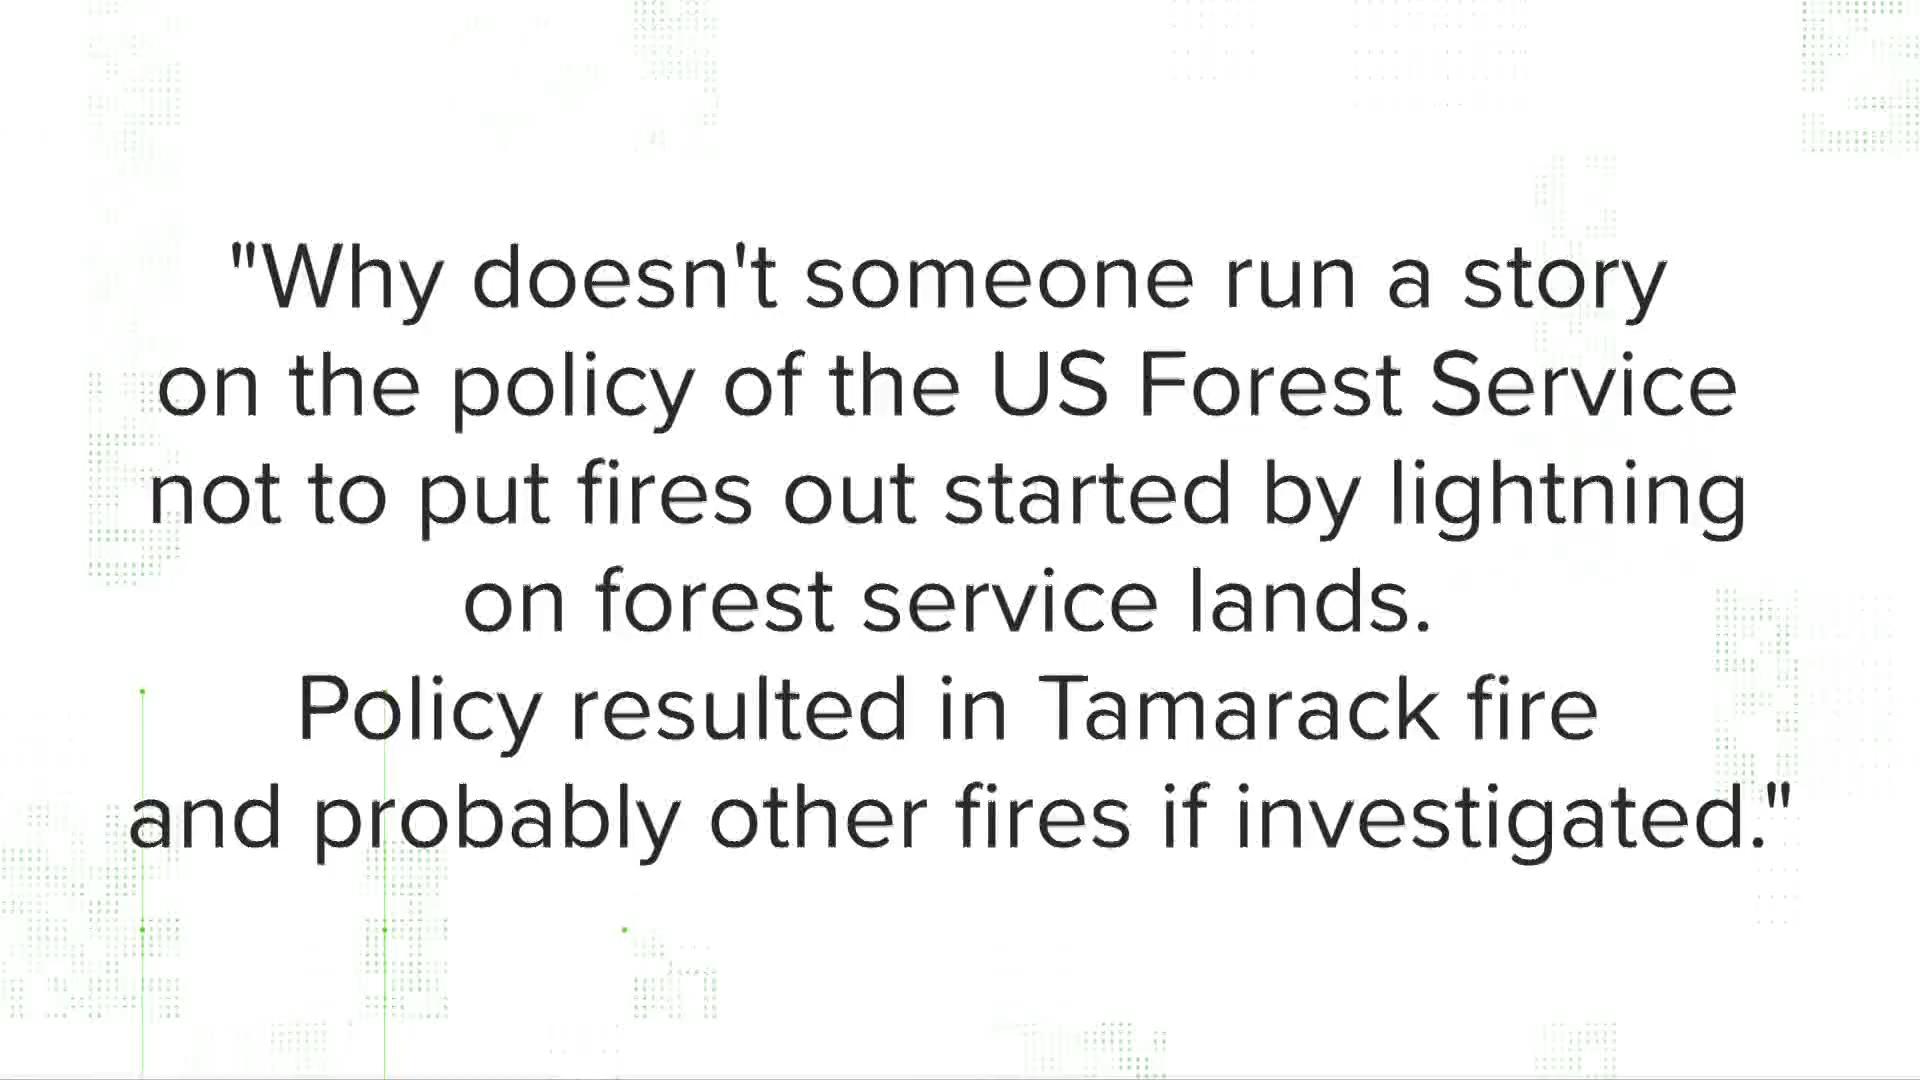 "Why doesn't someone run a story
on the policy of the US Forest Service
not to put fires out started by lightning
on forest service lands.
Policy resulted in Tamarack fire
and probably other fires if investigated."